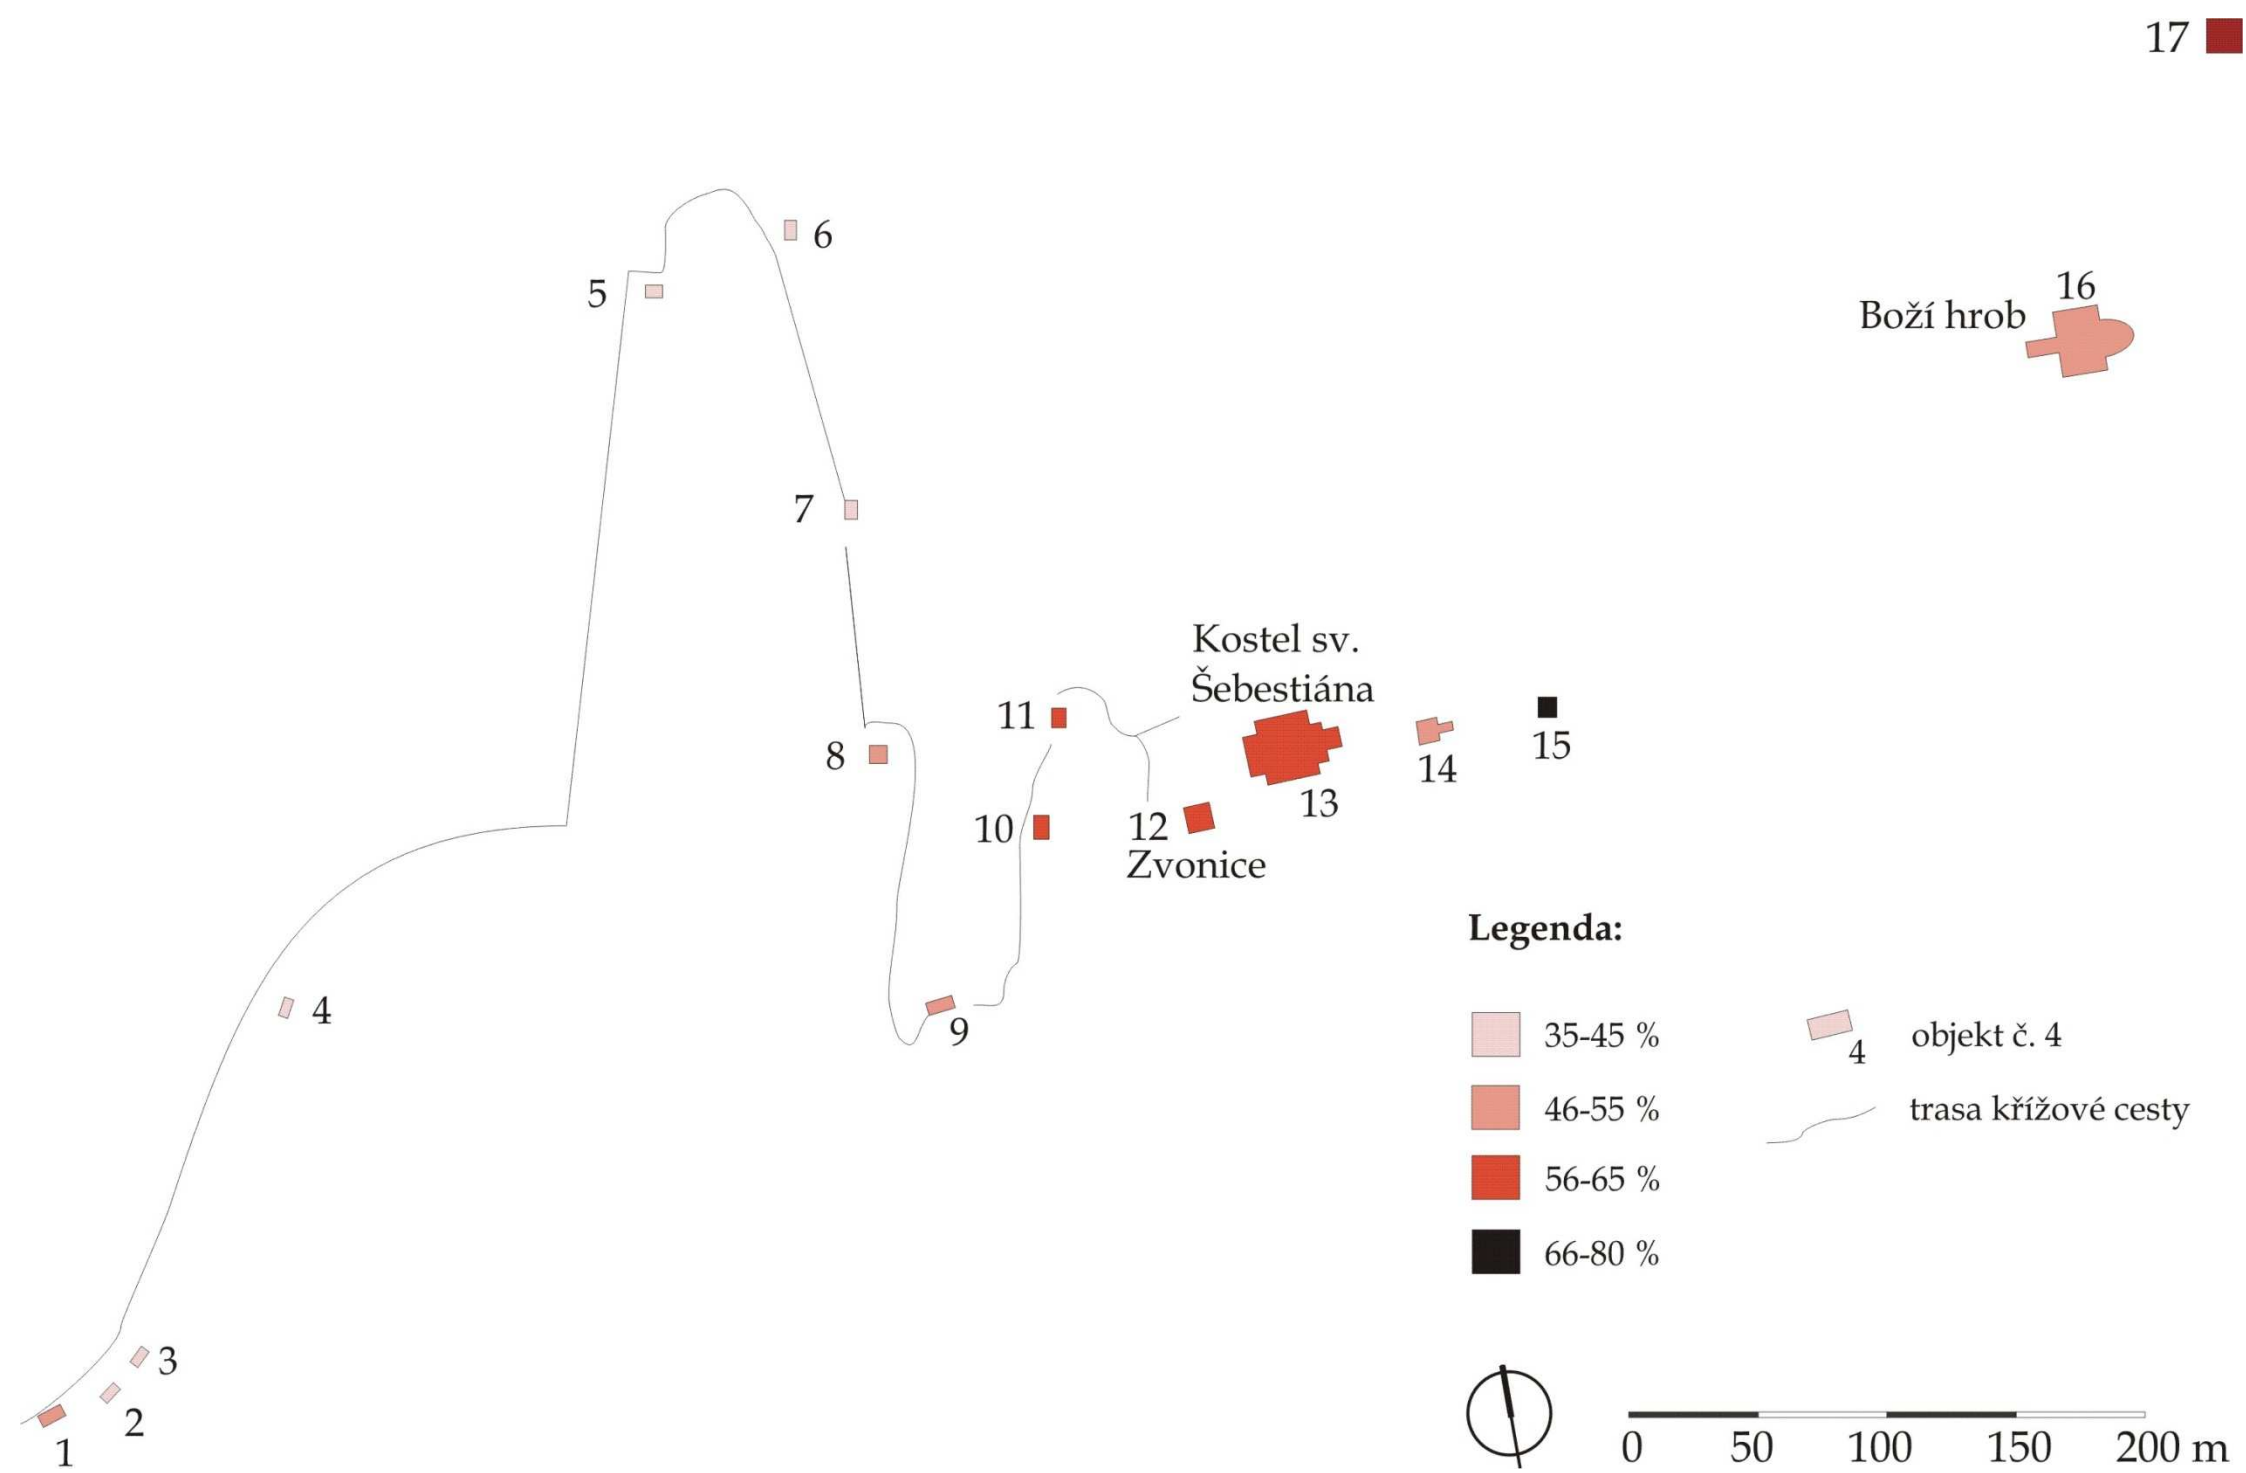 17
6
5
16
Boží hrob
7
Kostel sv.
Šebestiána
11
8
15
14
13
10
12
Zvonice
9
4
Legenda:
35-45 %
46-55 %
56-65 %
66-80 %
4
objekt č. 4
trasa křížové cesty
3
2
1
0 50 100 150 200 m